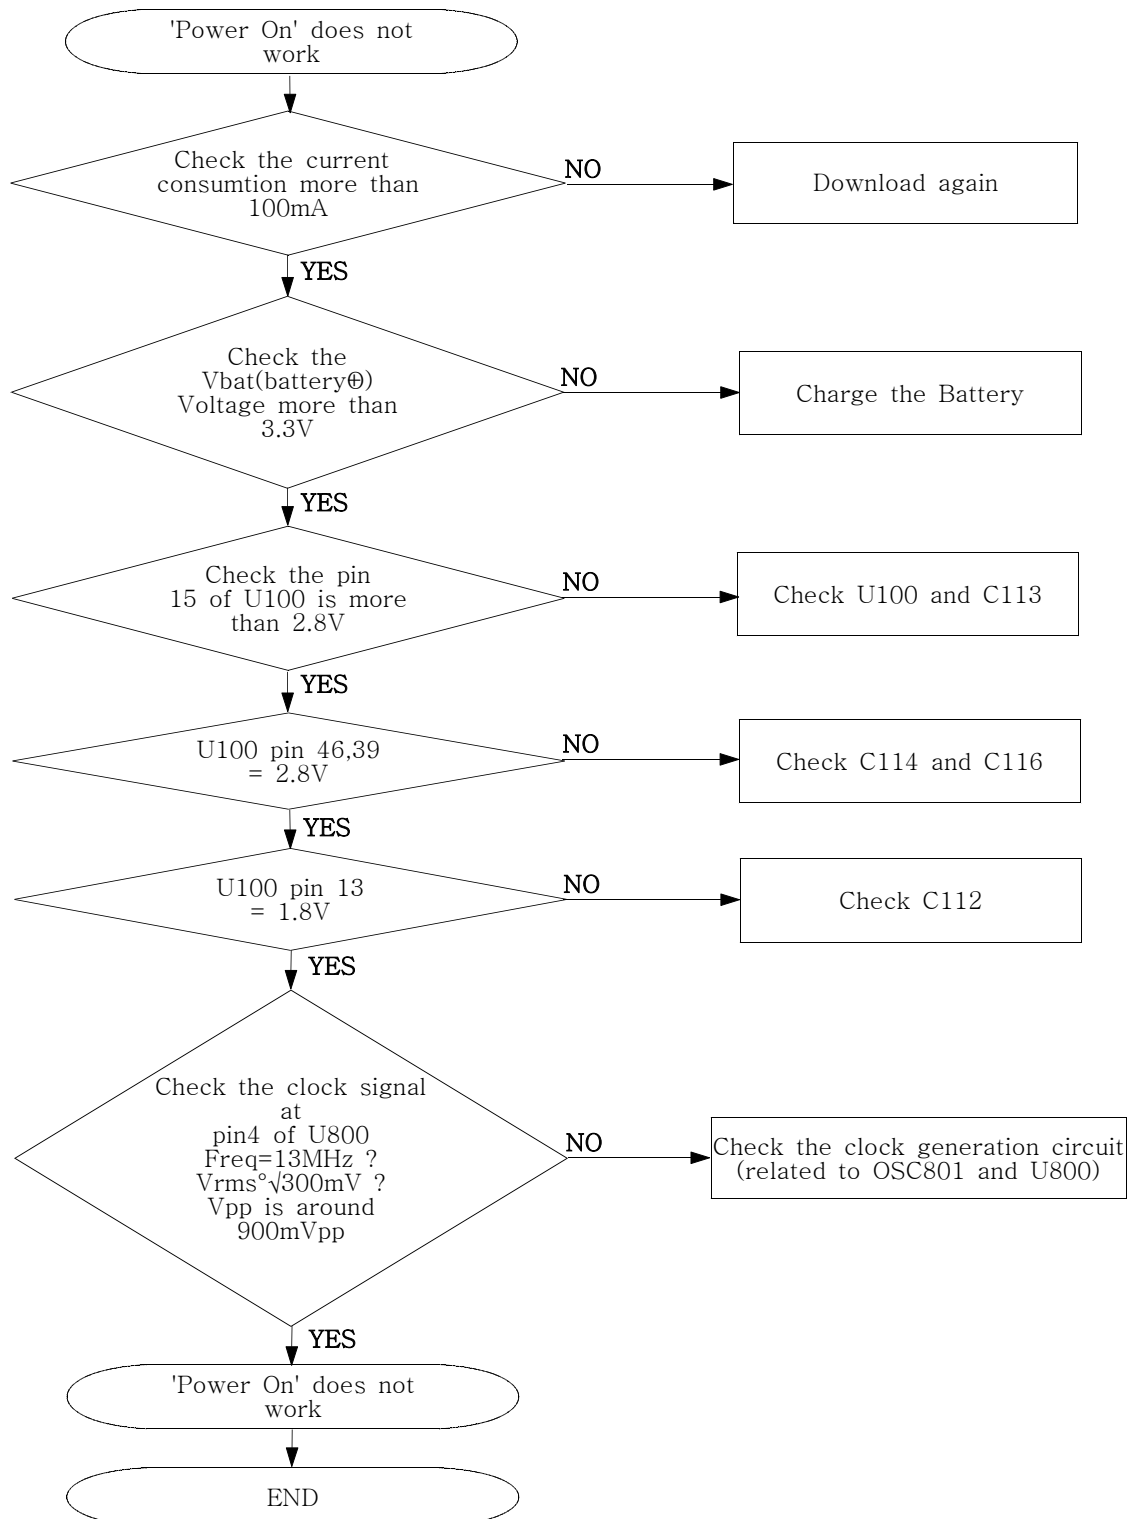 'Power On' does not
work
Check the current
consumtion more than
100mA
NO
Download again
YES
Check the
Vbat(battery⊕)
Voltage more than
3.3V
NO
Charge the Battery
YES
Check the pin
15 of U100 is more
than 2.8V
NO
Check U100 and C113
YES
U100 pin 46,39
= 2.8V
NO
Check C114 and C116
YES
U100 pin 13
= 1.8V
NO
Check C112
YES
Check the clock signal
at
pin4 of U800
Freq=13MHz ?
Vrms°√300mV ?
Vpp is around
900mVpp
NO
Check the clock generation circuit
(related to OSC801 and U800)
YES
'Power On' does not
work
END